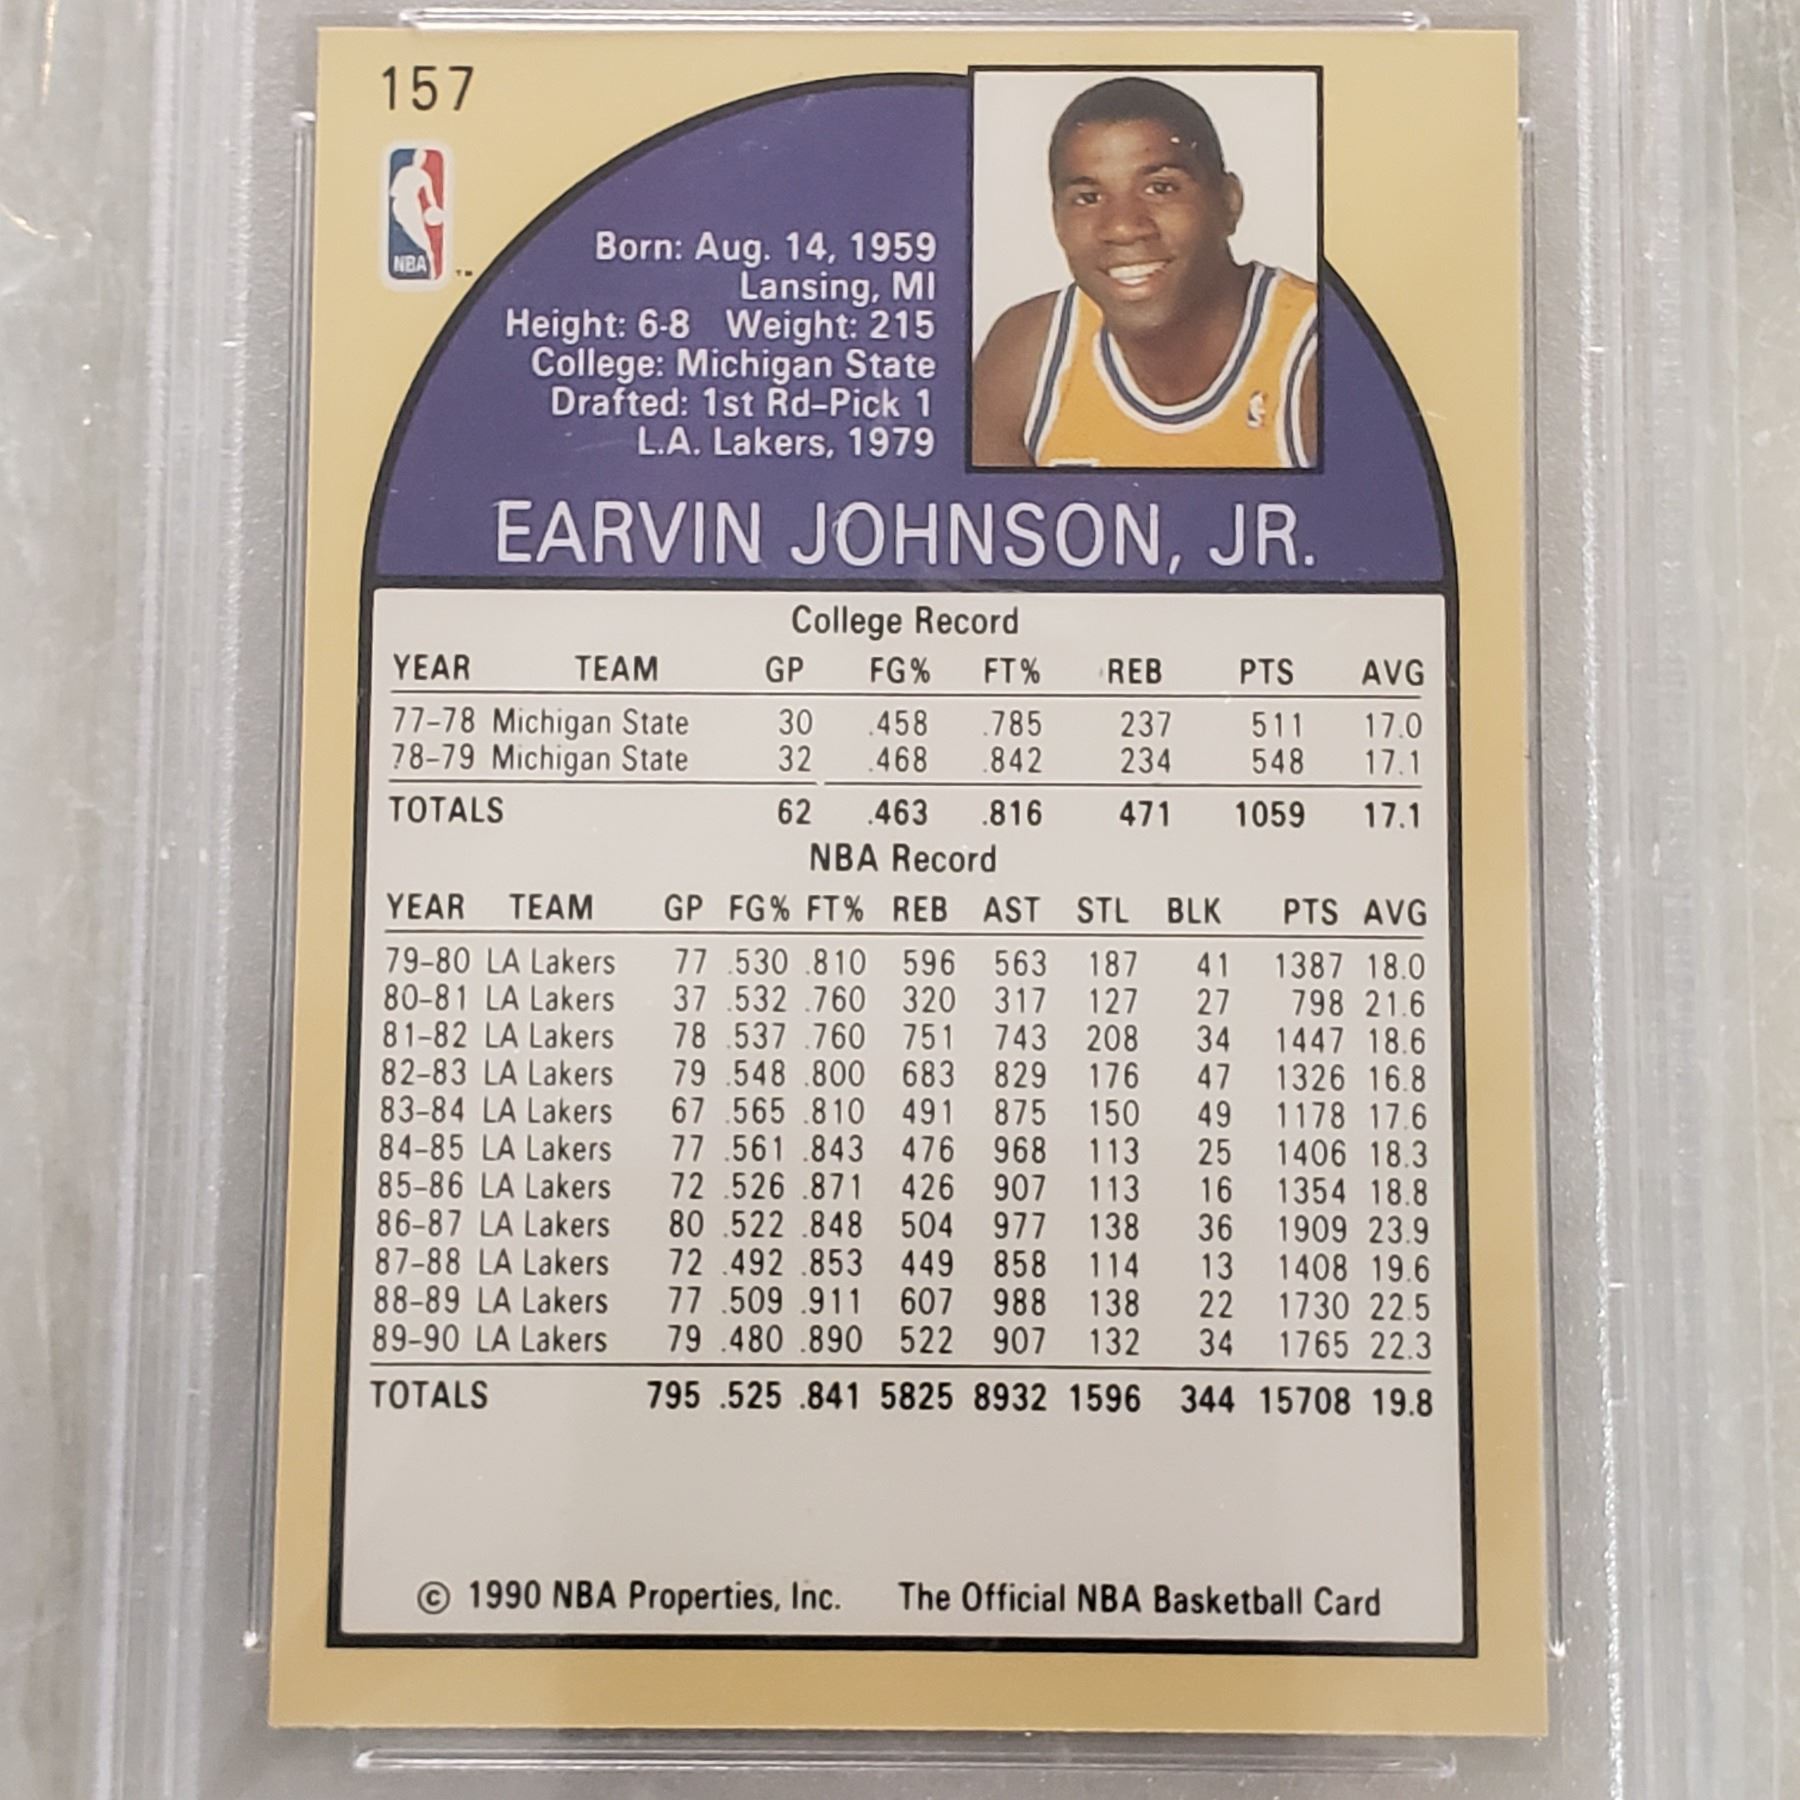 157
NBA
™
Born: Aug. 14, 1959
Lansing, MI
Height: 6-8 Weight: 215
College: Michigan State
Drafted: 1st Rd-Pick 1
L.A. Lakers, 1979
EARVIN JOHNSON, JR.
College Record
YEAR TEAM GP FG% FT% REB PTS AVG
77-78 Michigan State 30 .458 .785 237 511 17.0
78-79 Michigan State 32 .468 .842 234 548 17.1
TOTALS 62 .463 .816 471 1059 17.1
NBA Record
YEAR TEAM GP FG% FT% REB AST STL BLK PTS AVG
79-80 LA Lakers 77 .530 .810 596 563 187 41 1387 18.0
80-81 LA Lakers 37 .532 .760 320 317 127 27 798 21.6
81-82 LA Lakers 78 .537 .760 751 743 208 34 1447 18.6
82-83 LA Lakers 79 .548 .800 683 829 176 47 1326 16.8
83-84 LA Lakers 67 .565 .810 491 875 150 49 1178 17.6
84-85 LA Lakers 77 .561 .843 476 968 113 25 1406 18.3
85-86 LA Lakers 72 .526 .871 426 907 113 16 1354 18.8
86-87 LA Lakers 80 .522 .848 504 977 138 36 1909 23.9
87-88 LA Lakers 72 .492 .853 449 858 114 13 1408 19.6
88-89 LA Lakers 77 .509 .911 607 988 138 22 1730 22.5
89-90 LA Lakers 79 .480 .890 522 907 132 34 1765 22.3
TOTALS 795 .525 .841 5825 8932 1596 344 15708 19.8
© 1990 NBA Properties, Inc. The Official NBA Basketball Card